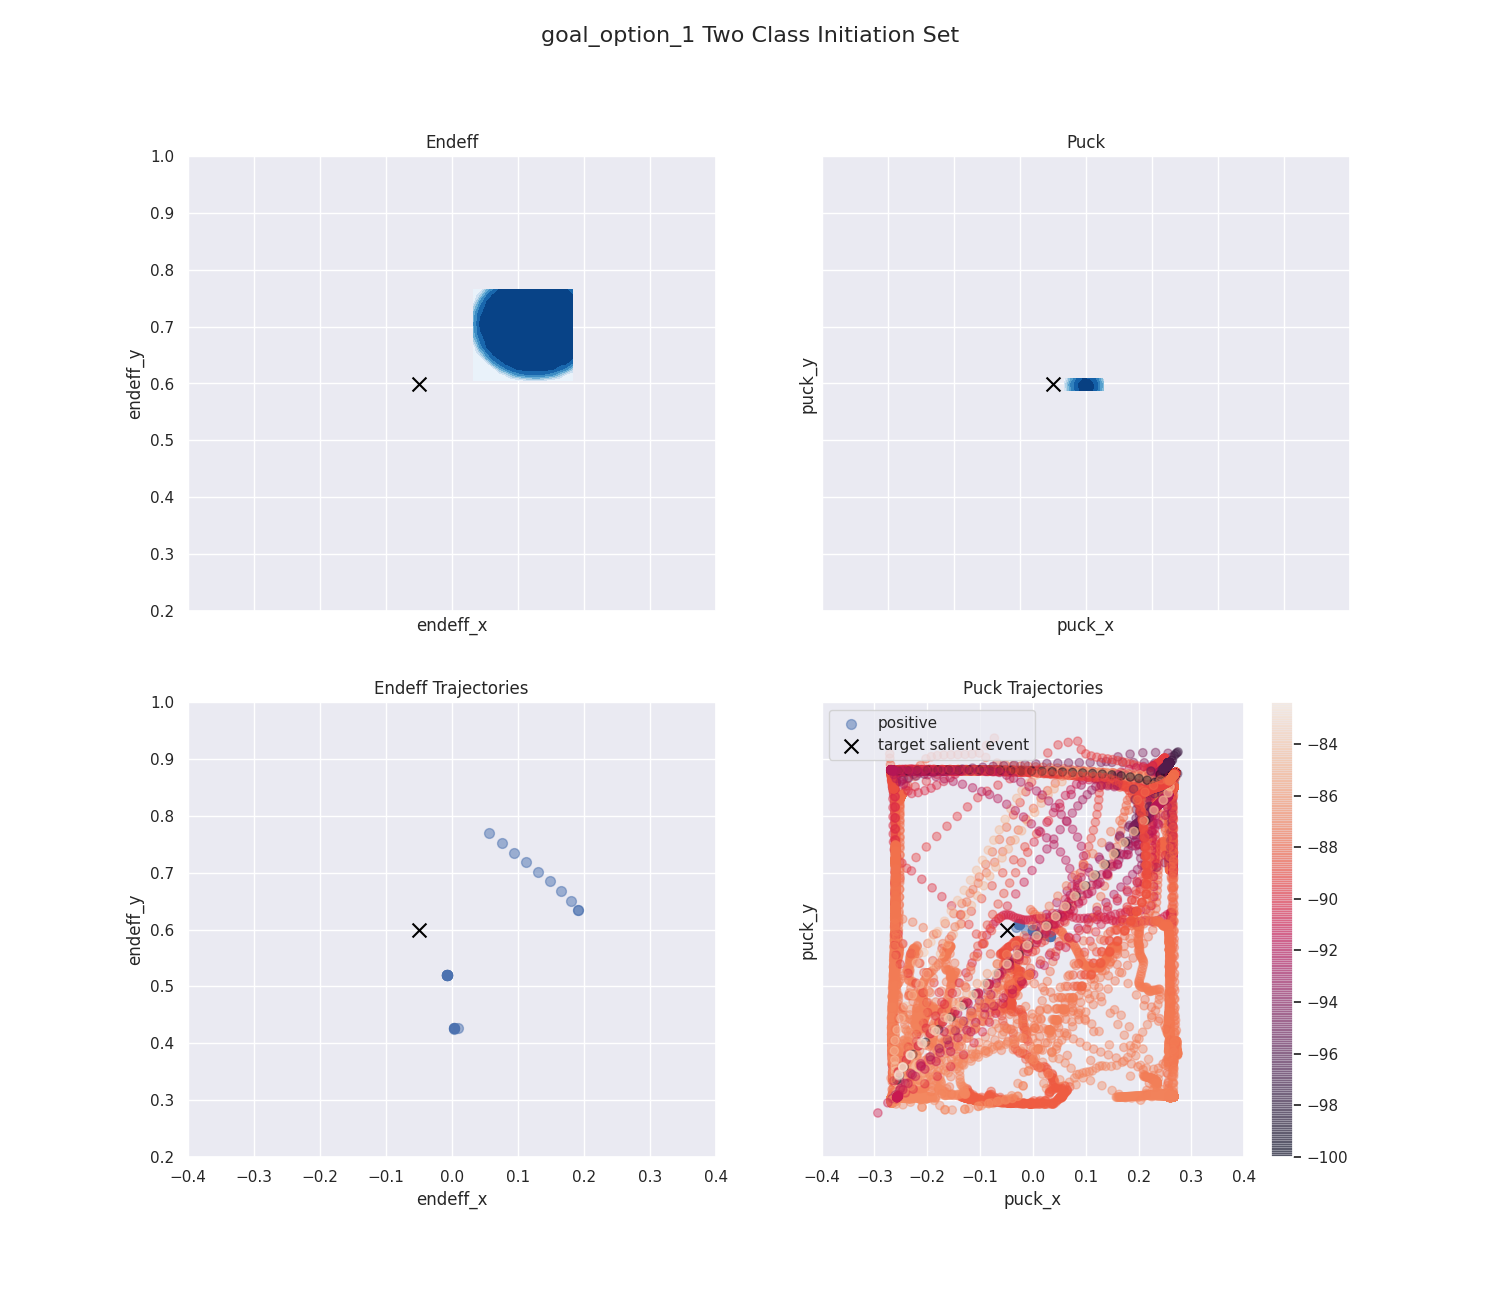 goal_option_1 Two Class Initiation Set
Endeff
1.0
0.9
0.8
0.7
0.6
0.5
0.4
0.3
0.2
endeff_y
endeff_x
Puck
puck_y
puck_x
Endeff Trajectories
1.0
0.9
0.8
0.7
0.6
0.5
0.4
0.3
0.2
endeff_y
−0.4 −0.3 −0.2 −0.1 0.0 0.1 0.2 0.3 0.4
endeff_x
Puck Trajectories
positive
target salient event
puck_y
−0.4 −0.3 −0.2 −0.1 0.0 0.1 0.2 0.3 0.4
puck_x
−84
−86
−88
−90
−92
−94
−96
−98
−100